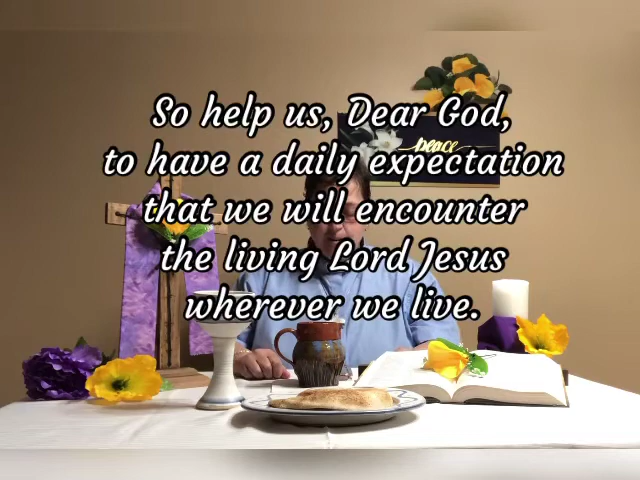 So help us, Dear God,
peace
to have a daily expectation
that we will encounter
the living Lord Jesus
wherever we live.